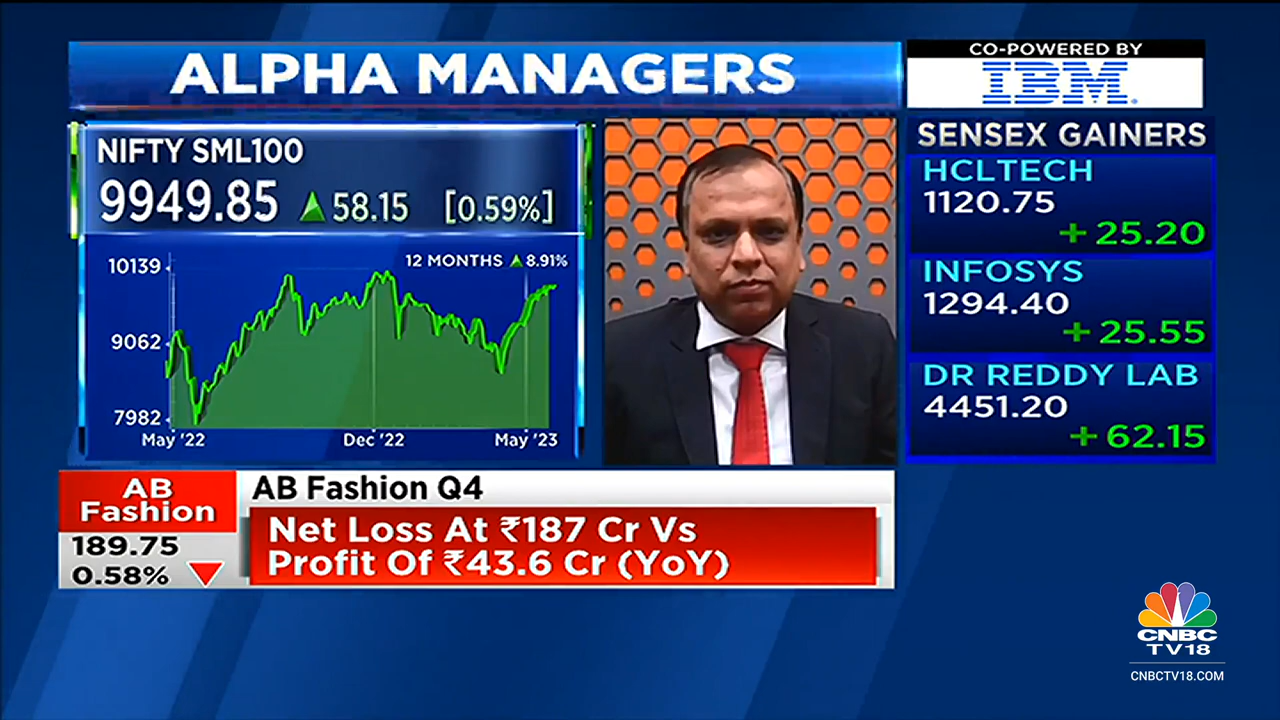 ALPHA MANAGERS
CO-POWERED BY
IBM
NIFTY SML100
9949.85 ▲ 58.15 [0.59%]
12 MONTHS ▲ 8.91%
10139
9062
7982
May '22 Dec '22 May '23
SENSEX GAINERS
HCLTECH
1120.75
+ 25.20
INFOSYS
1294.40
+ 25.55
DR REDDY LAB
4451.20
+ 62.15
AB
Fashion
189.75
0.58% ▼
AB Fashion Q4
Net Loss At ₹187 Cr Vs
Profit Of ₹43.6 Cr (YoY)
CNBC
TV18
CNBCTV18.COM